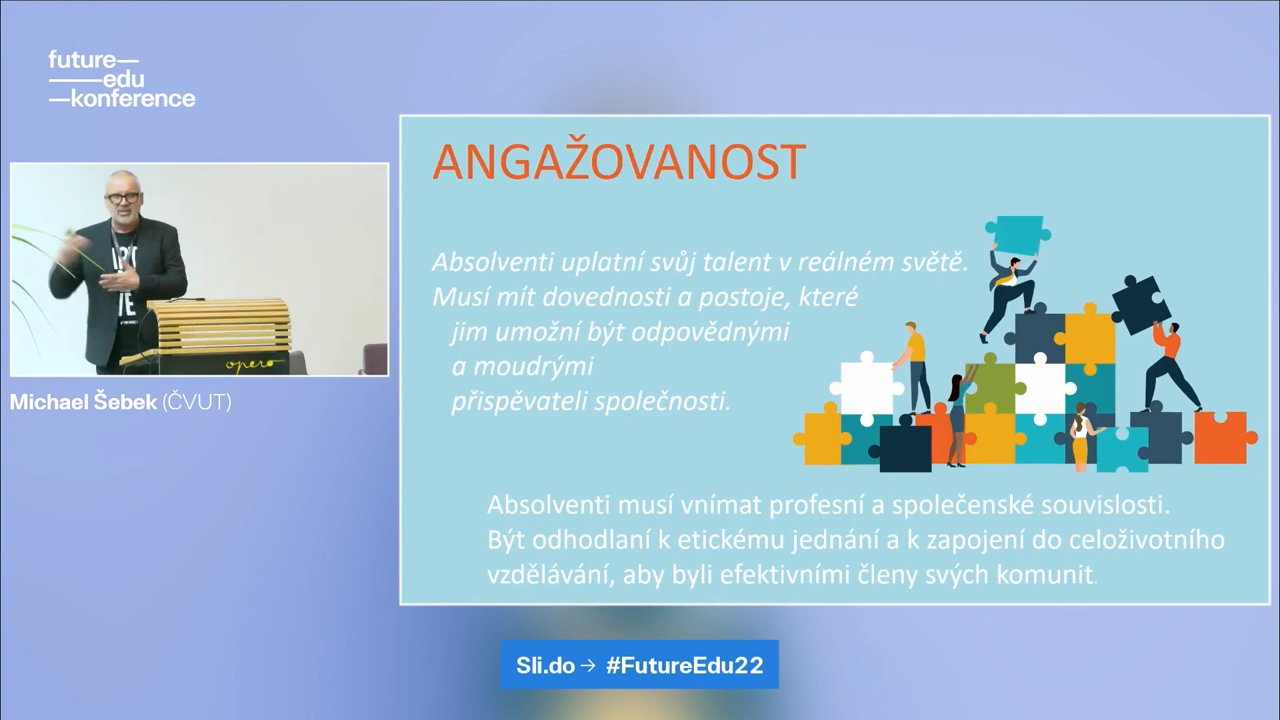 future—
——edu
—konference
Michael Šebek (ČVUT)
opero
ANGAŽOVANOST
Absolventi uplatní svůj talent v reálném světě.
Musí mít dovednosti a postoje, které
jim umožní být odpovědnými
a moudrými
přispěvateli společnosti.
Absolventi musí vnímat profesní a společenské souvislosti.
Být odhodlaní k etickému jednání a k zapojení do celoživotního
vzdělávání, aby byli efektivními členy svých komunit.
Sli.do → #FutureEdu22